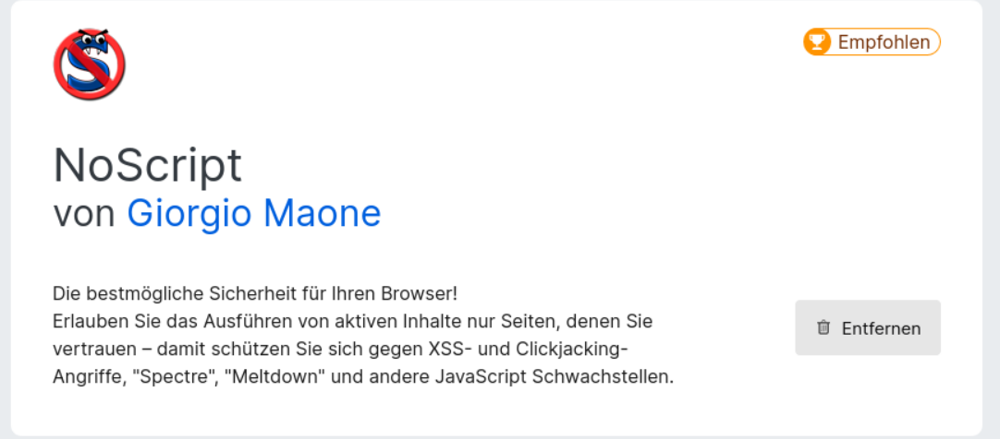 Empfohlen
NoScript
von Giorgio Maone
Die bestmögliche Sicherheit für Ihren Browser!
Erlauben Sie das Ausführen von aktiven Inhalte nur Seiten, denen Sie
vertrauen – damit schützen Sie sich gegen XSS- und Clickjacking-
Angriffe, "Spectre", "Meltdown" und andere JavaScript Schwachstellen.
Entfernen